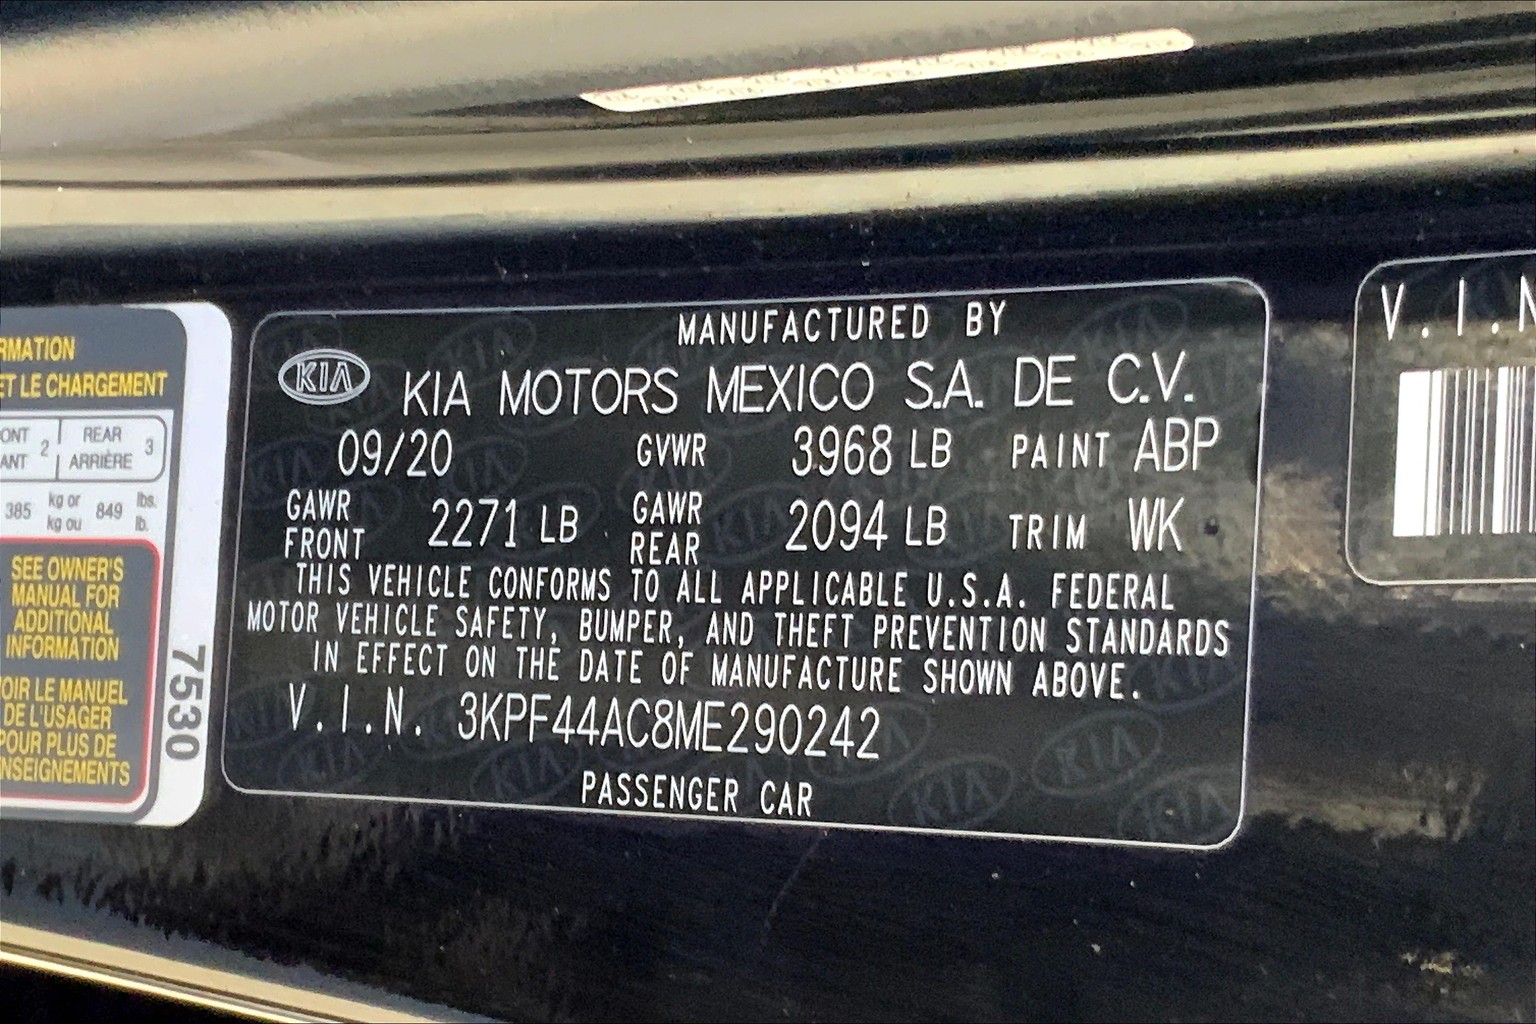 RMATION
ET LE CHARGEMENT
ONT 2 REAR 3
ANT ARRIÈRE
385 kg or 849 lbs.
kg ou lb.
SEE OWNER'S
MANUAL FOR
ADDITIONAL
INFORMATION
OIR LE MANUEL
DE L'USAGER
POUR PLUS DE
NSEIGNEMENTS
7530
MANUFACTURED BY
KIA KIA MOTORS MEXICO S.A. DE C.V.
09/20 GVWR 3968 LB PAINT ABP
GAWR FRONT 2271 LB GAWR REAR 2094 LB TRIM WK
THIS VEHICLE CONFORMS TO ALL APPLICABLE U.S.A. FEDERAL
MOTOR VEHICLE SAFETY, BUMPER, AND THEFT PREVENTION STANDARDS
IN EFFECT ON THE DATE OF MANUFACTURE SHOWN ABOVE.
V.I.N. 3KPF44AC8ME290242
PASSENGER CAR
V.I.N